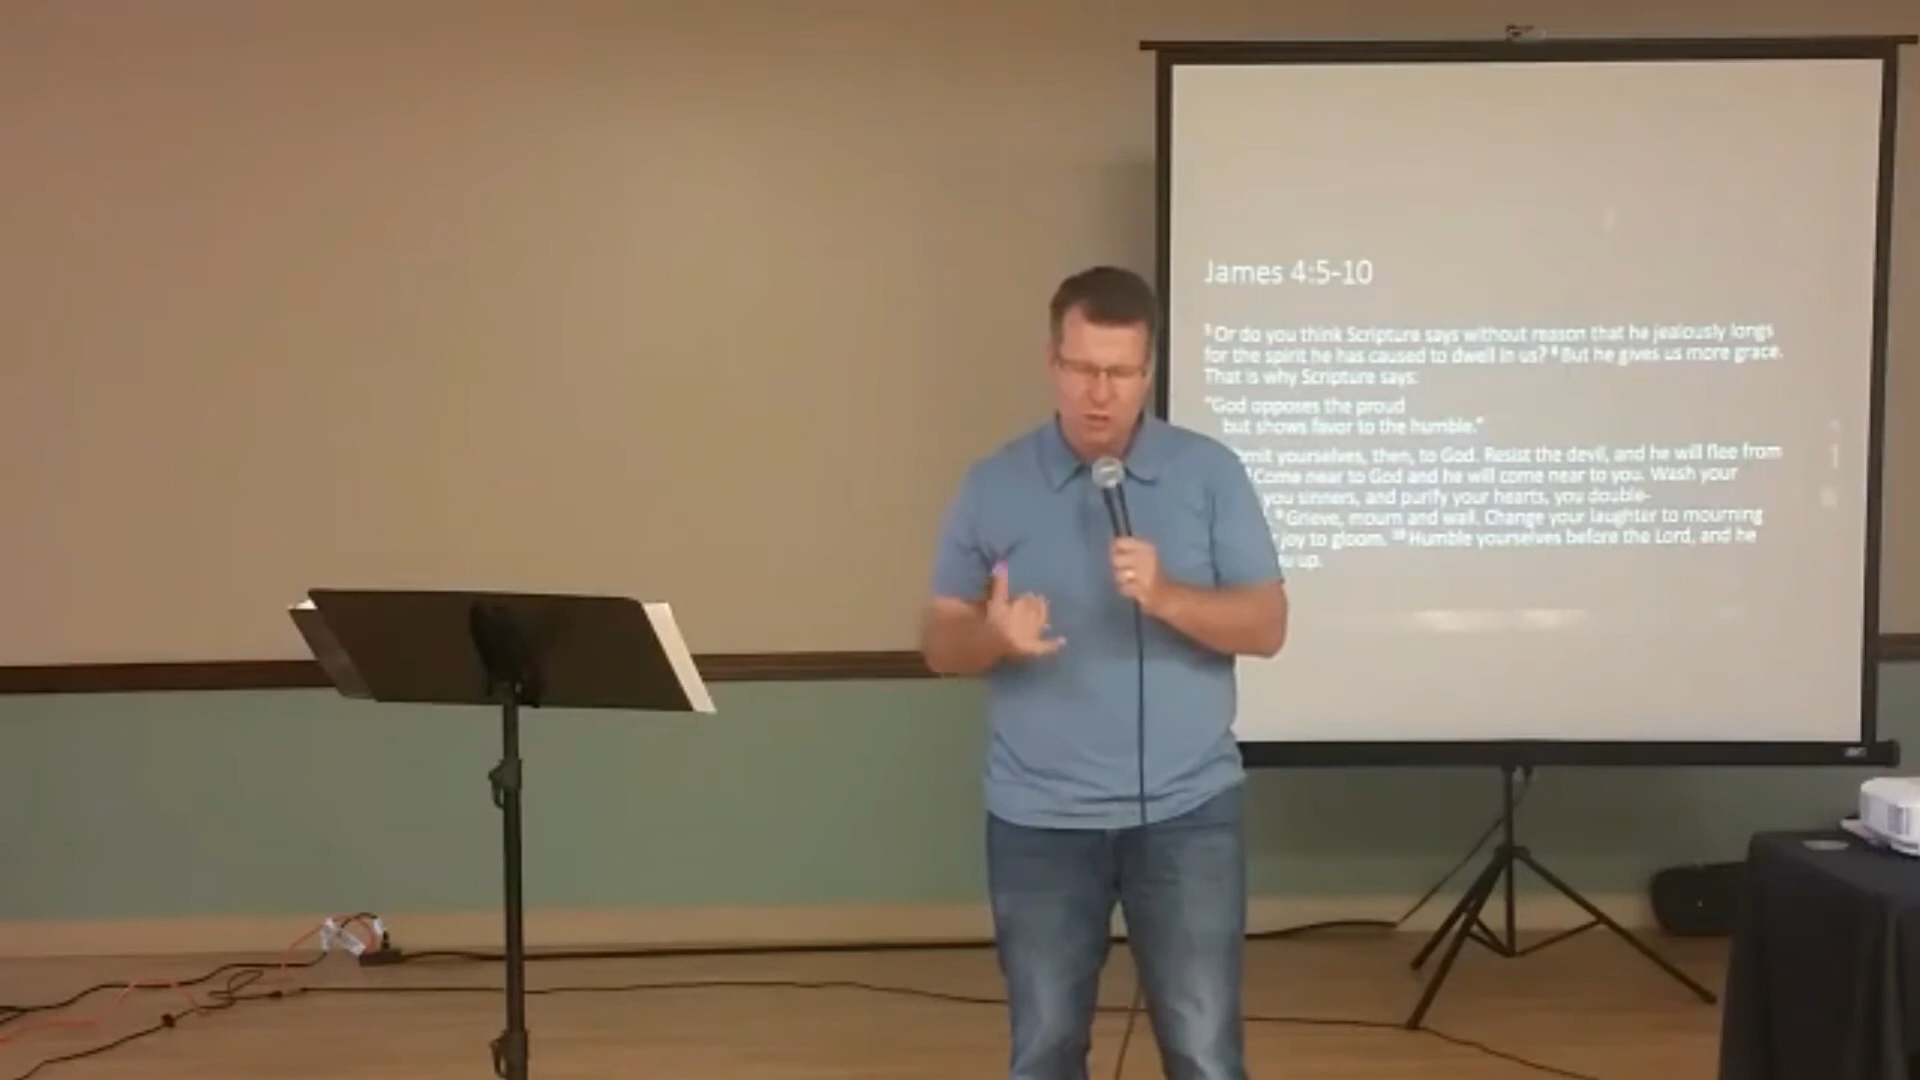 James 4:5-10
5 Or do you think Scripture says without reason that he jealously longs
for the spirit he has caused to dwell in us? 6 But he gives us more grace.
That is why Scripture says:
"God opposes the proud
but shows favor to the humble."
mit yourselves, then, to God. Resist the devil, and he will flee from
Come near to God and he will come near to you. Wash your
you sinners, and purify your hearts, you double-
9 Grieve, mourn and wail. Change your laughter to mourning
joy to gloom. 10 Humble yourselves before the Lord, and he
u up.